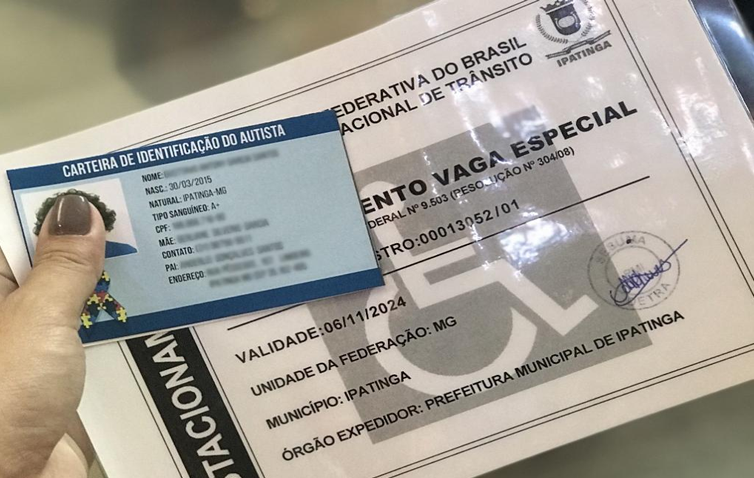 IPATINGA
FEDERATIVA DO BRASIL
ACIONAL DE TRÂNSITO
ENTO VAGA ESPECIAL
DERAL Nº 9.503 (RESOLUÇÃO Nº 304/08)
STRO:00013052/01
VALIDADE:06/11/2024
UNIDADE DA FEDERAÇÃO: MG
MUNICÍPIO: IPATINGA
ÓRGÃO EXPEDIDOR: PREFEITURA MUNICIPAL DE IPATINGA
TACIONAN
CARTEIRA DE IDENTIFICAÇÃO DO AUTISTA
NOME:
NASC.: 30/03/2015
NATURAL: IPATINGA-MG
TIPO SANGUÍNEO: A+
CPF:
MÃE:
CONTATO:
PAI:
ENDEREÇO: